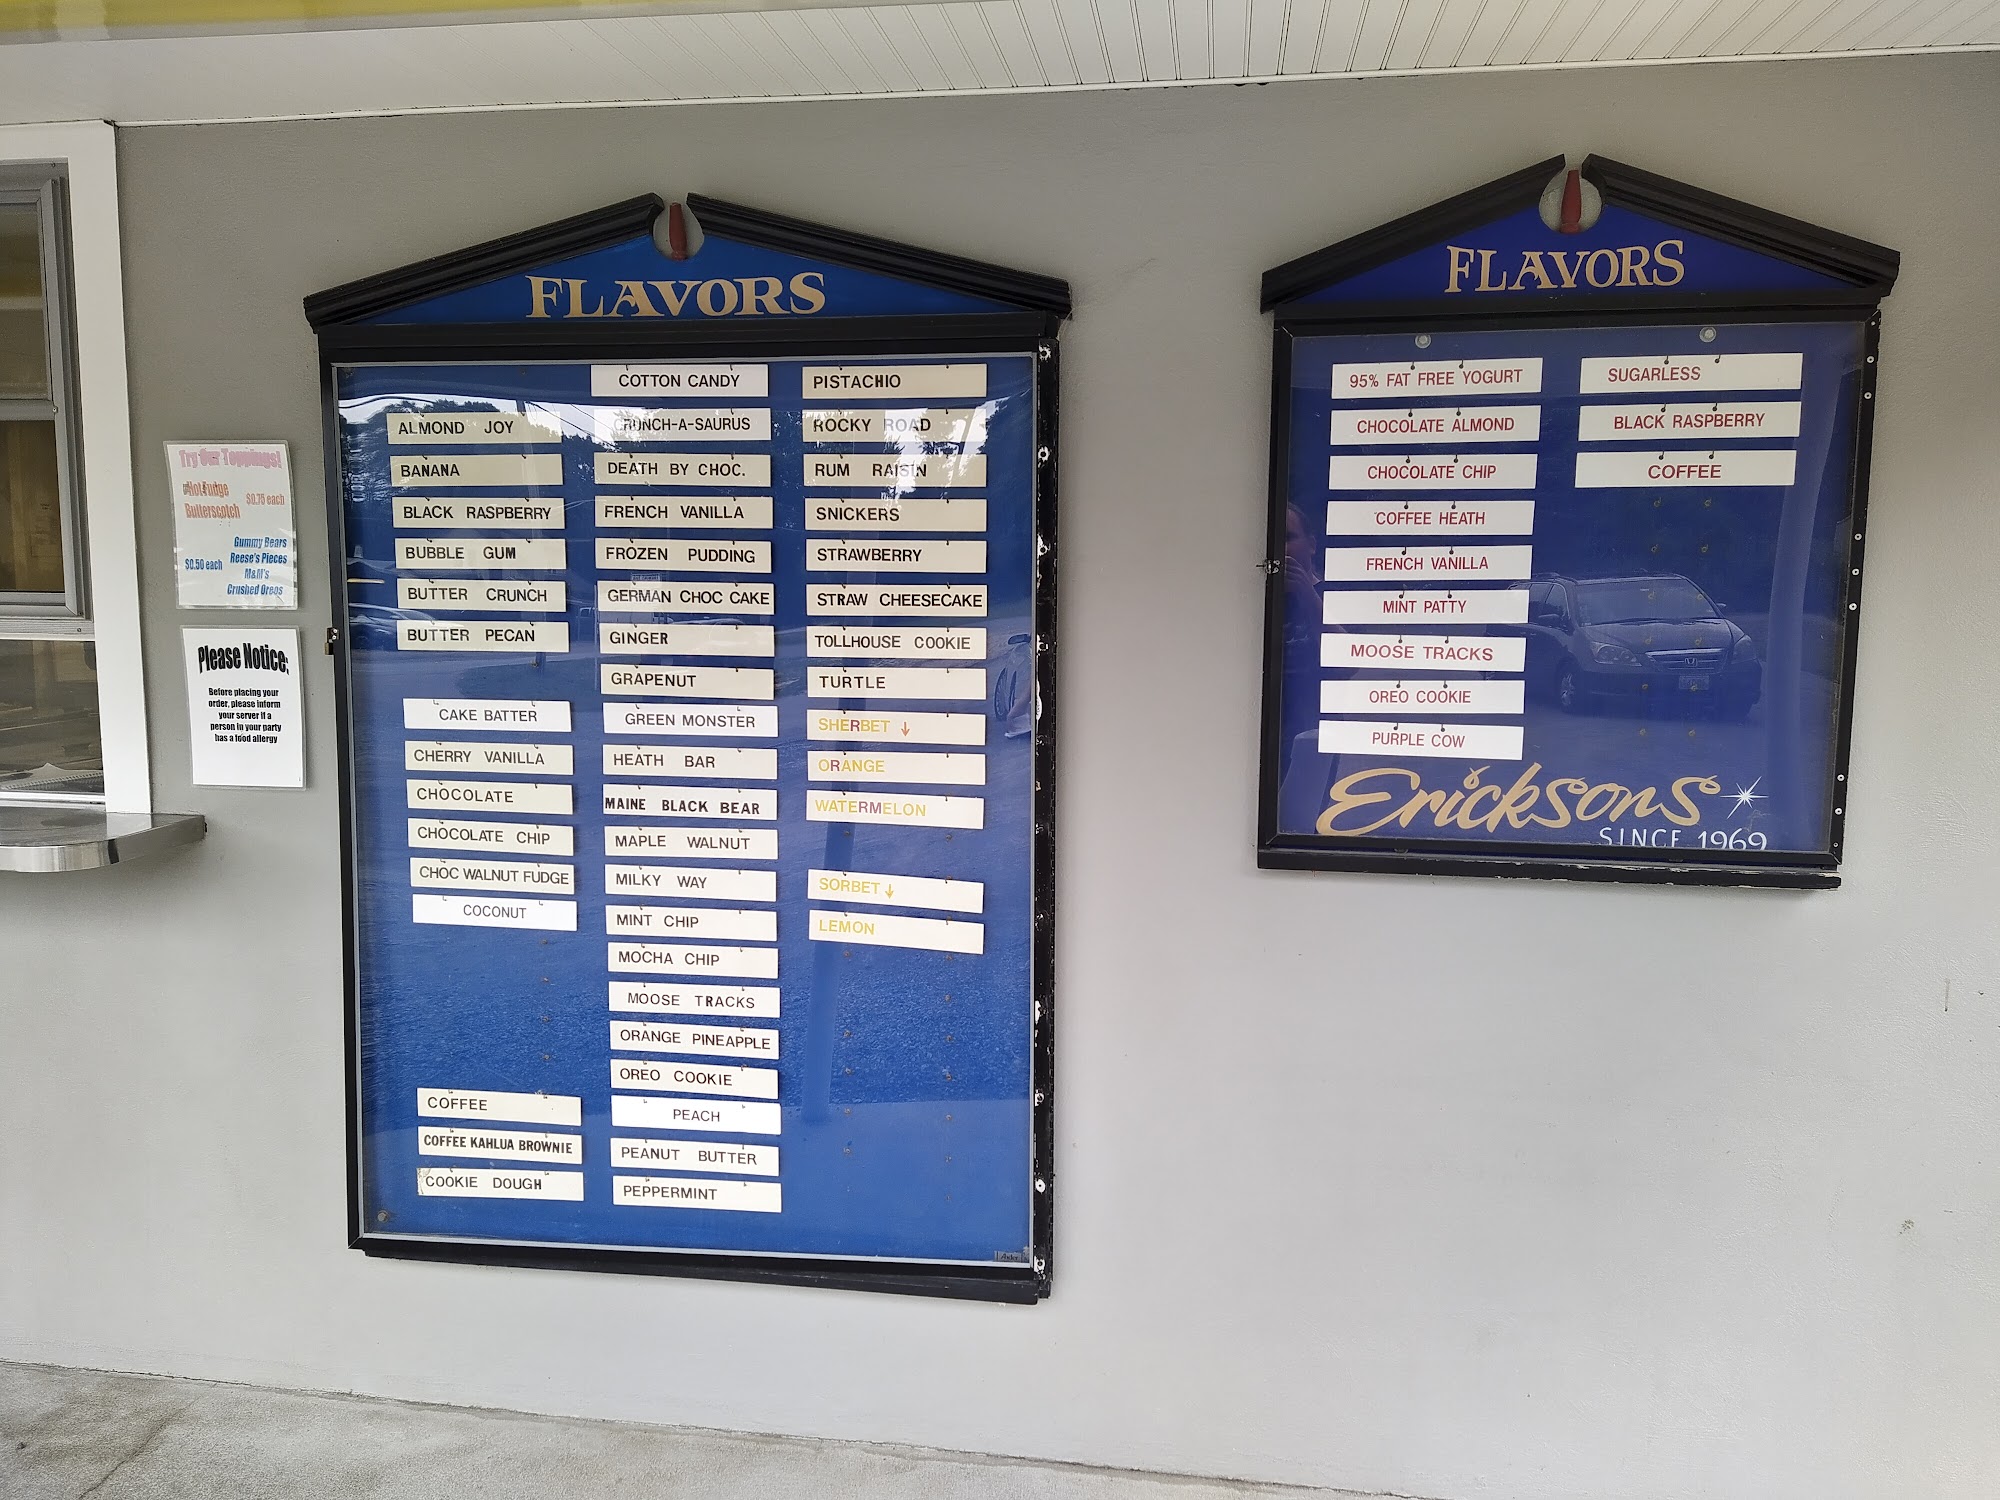 Try Our Toppings!
Hot Fudge
Butterscotch
$0.75 each
Gummy Bears
Reese's Pieces
M&M's
Crushed Oreos
$0.50 each
Please Notice:
Before placing your
order, please inform
your server if a
person in your party
has a food allergy
FLAVORS
ALMOND JOY
BANANA
BLACK RASPBERRY
BUBBLE GUM
BUTTER CRUNCH
BUTTER PECAN
CAKE BATTER
CHERRY VANILLA
CHOCOLATE
CHOCOLATE CHIP
CHOC WALNUT FUDGE
COCONUT
COFFEE
COFFEE KAHLUA BROWNIE
COOKIE DOUGH
COTTON CANDY
CRUNCH-A-SAURUS
DEATH BY CHOC.
FRENCH VANILLA
FROZEN PUDDING
GERMAN CHOC CAKE
GINGER
GRAPENUT
GREEN MONSTER
HEATH BAR
MAINE BLACK BEAR
MAPLE WALNUT
MILKY WAY
MINT CHIP
MOCHA CHIP
MOOSE TRACKS
ORANGE PINEAPPLE
OREO COOKIE
PEACH
PEANUT BUTTER
PEPPERMINT
PISTACHIO
ROCKY ROAD
RUM RAISIN
SNICKERS
STRAWBERRY
STRAW CHEESECAKE
TOLLHOUSE COOKIE
TURTLE
SHERBET ↓
ORANGE
WATERMELON
SORBET ↓
LEMON
FLAVORS
95% FAT FREE YOGURT
CHOCOLATE ALMOND
CHOCOLATE CHIP
COFFEE HEATH
FRENCH VANILLA
MINT PATTY
MOOSE TRACKS
OREO COOKIE
PURPLE COW
SUGARLESS
BLACK RASPBERRY
COFFEE
Ericksons
SINCE 1969